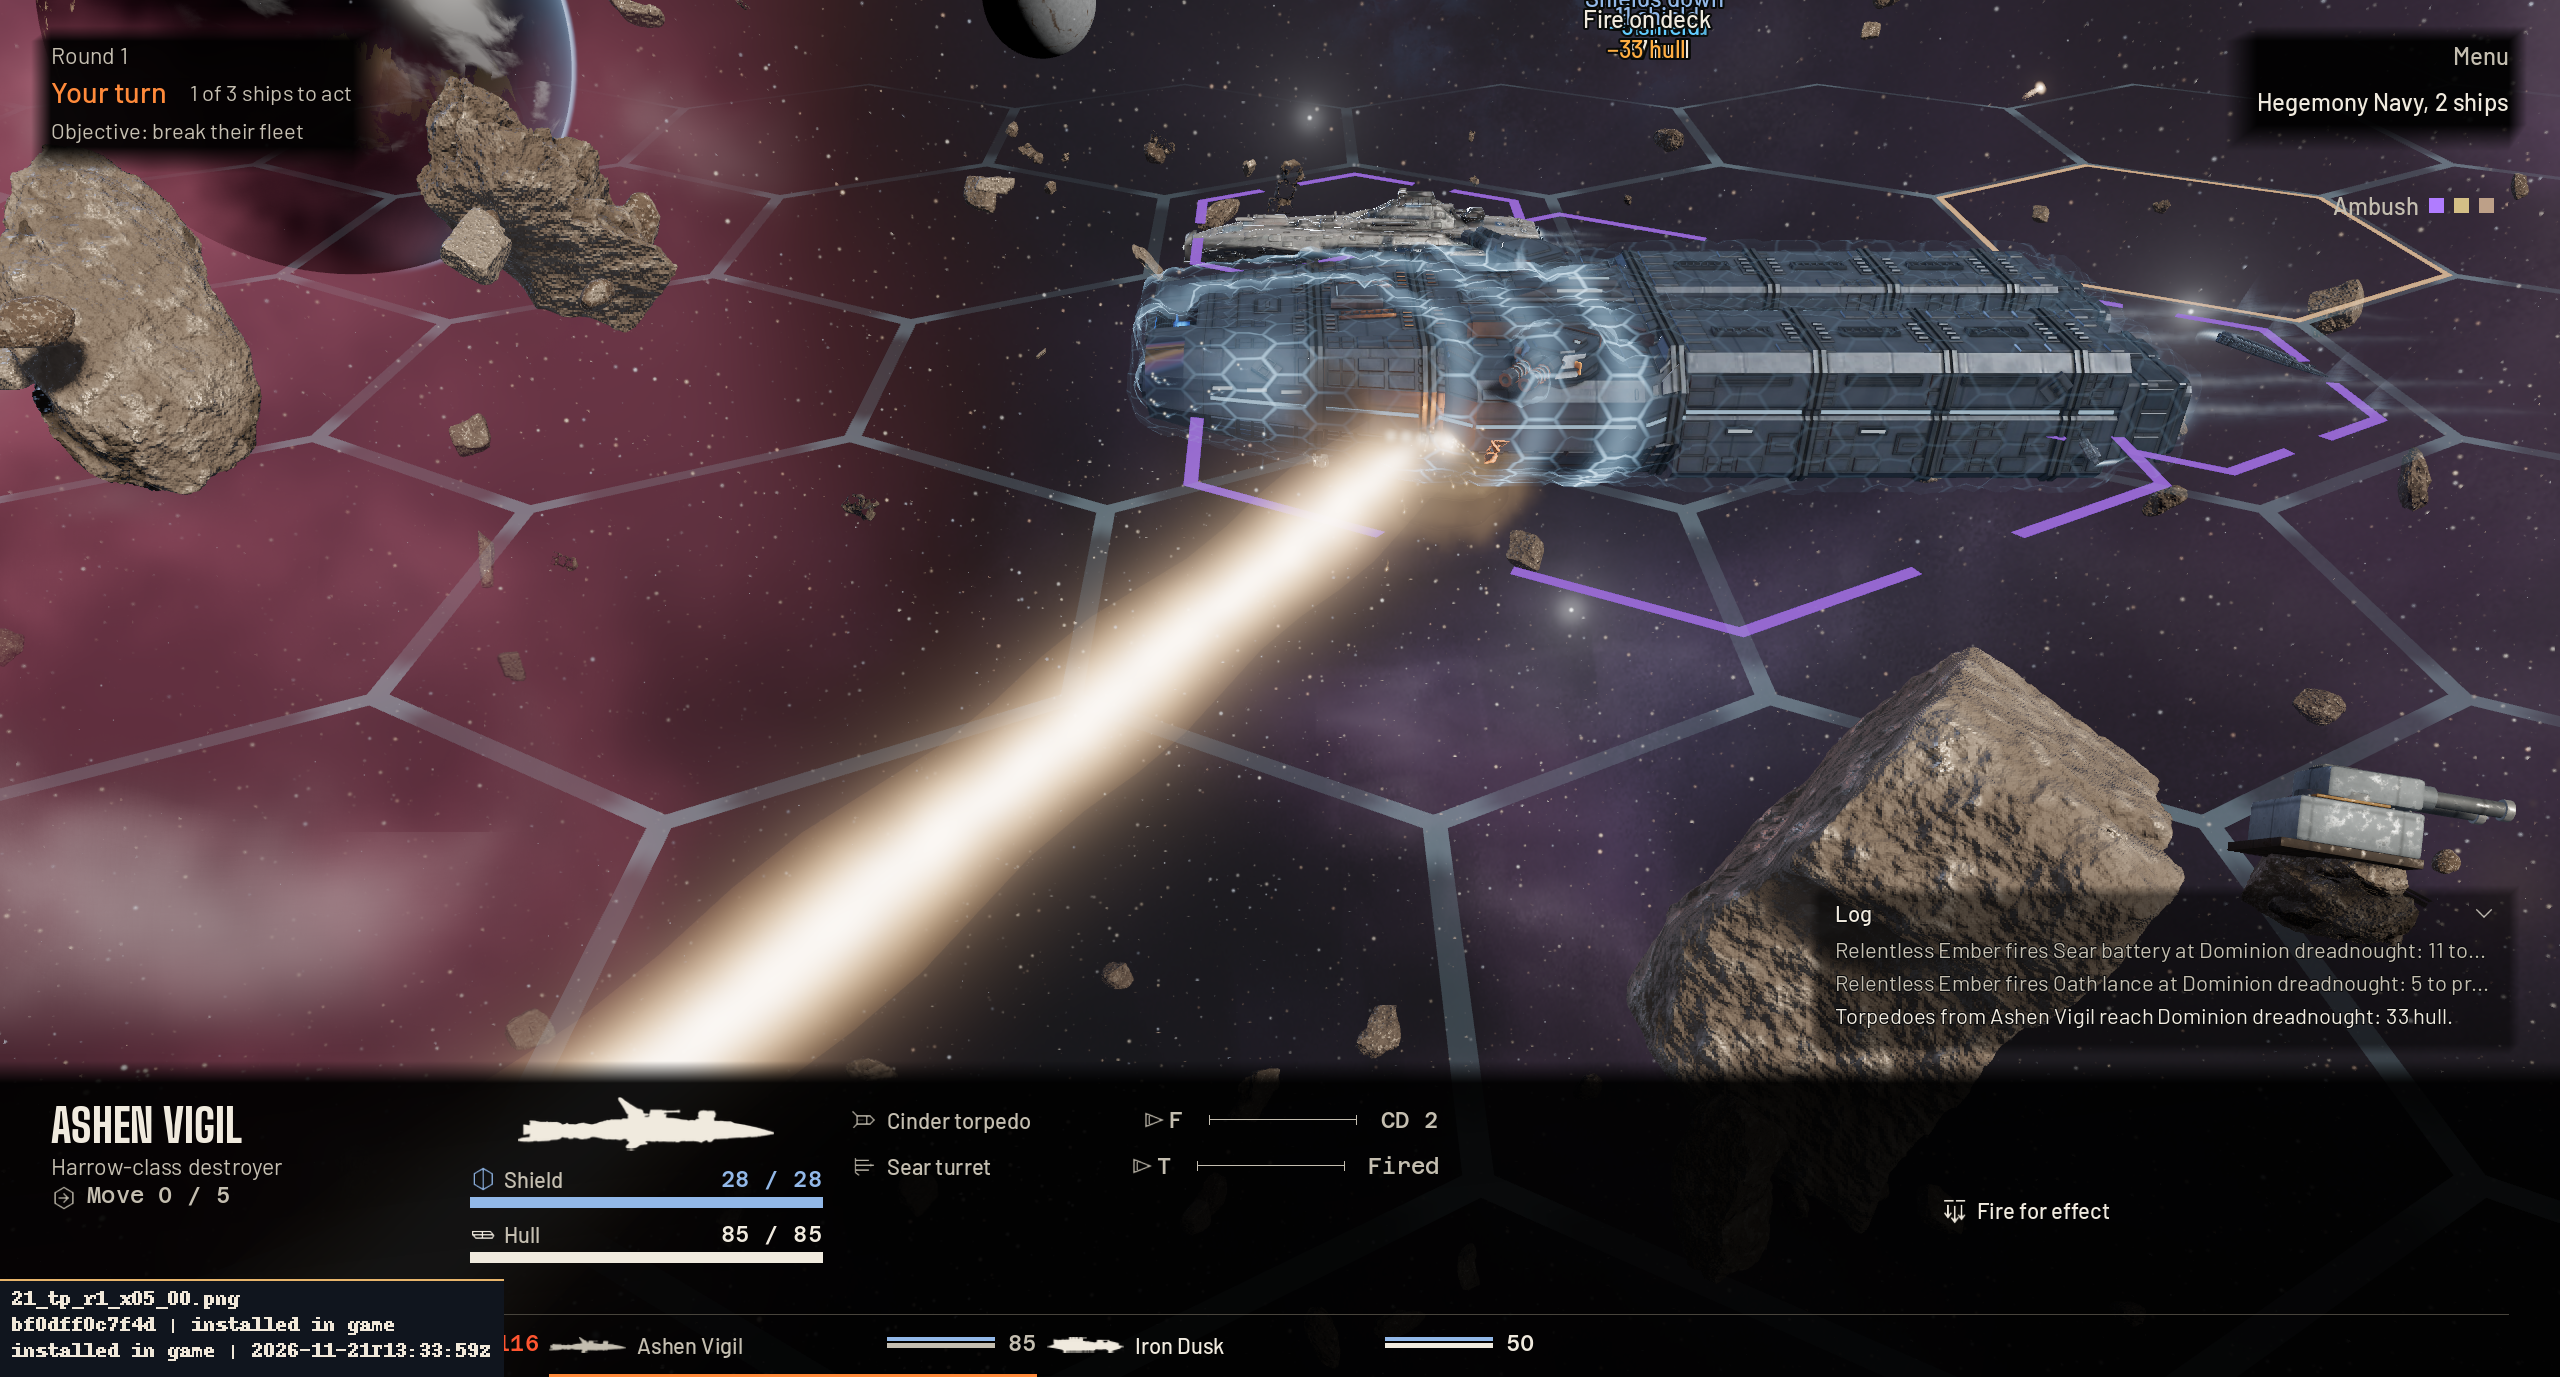 Round 1
Your turn 1 of 3 ships to act
Objective: break their fleet
Fire on deck
-33 hull
Menu
Hegemony Navy, 2 ships
Ambush
Log
Relentless Ember fires Sear battery at Dominion dreadnought: 11 to...
Relentless Ember fires Oath lance at Dominion dreadnought: 5 to pr...
Torpedoes from Ashen Vigil reach Dominion dreadnought: 33 hull.
ASHEN VIGIL
Harrow-class destroyer
Move 0 / 5
Shield 28 / 28
Hull 85 / 85
Cinder torpedo F CD 2
Sear turret T Fired
Fire for effect
21_tp_r1_x05_00.png
bf0dff0c7f4d | installed in game
installed in game | 2026-11-21r13:33:59z
116 Ashen Vigil 85 Iron Dusk 50